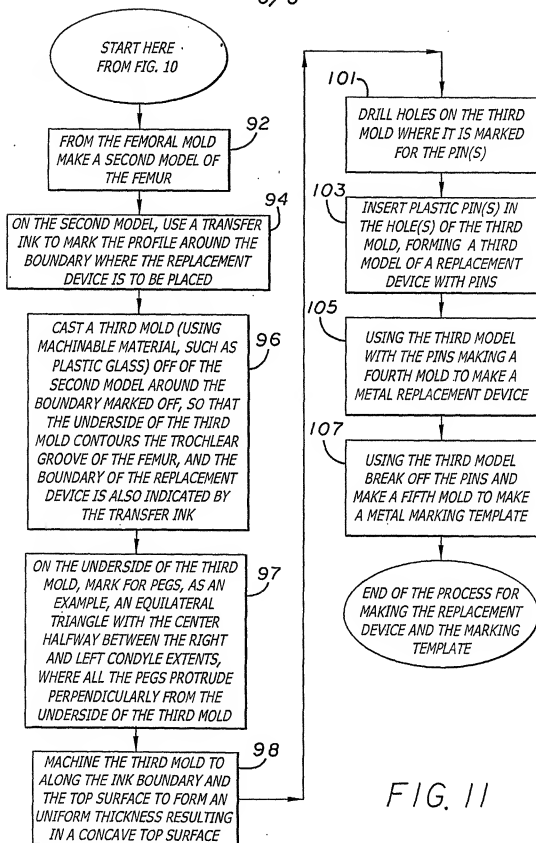 START HERE
FROM FIG. 10
92
FROM THE FEMORAL MOLD
MAKE A SECOND MODEL OF
THE FEMUR
94
ON THE SECOND MODEL, USE A TRANSFER
INK TO MARK THE PROFILE AROUND THE
BOUNDARY WHERE THE REPLACEMENT
DEVICE IS TO BE PLACED
96
CAST A THIRD MOLD (USING
MACHINABLE MATERIAL, SUCH AS
PLASTIC GLASS) OFF OF THE
SECOND MODEL AROUND THE
BOUNDARY MARKED OFF, SO THAT
THE UNDERSIDE OF THE THIRD
MOLD CONTOURS THE TROCHLEAR
GROOVE OF THE FEMUR, AND THE
BOUNDARY OF THE REPLACEMENT
DEVICE IS ALSO INDICATED BY
THE TRANSFER INK
97
ON THE UNDERSIDE OF THE THIRD
MOLD, MARK FOR PEGS, AS AN
EXAMPLE, AN EQUILATERAL
TRIANGLE WITH THE CENTER
HALFWAY BETWEEN THE RIGHT
AND LEFT CONDYLE EXTENTS,
WHERE ALL THE PEGS PROTRUDE
PERPENDICULARLY FROM THE
UNDERSIDE OF THE THIRD MOLD
98
MACHINE THE THIRD MOLD TO
ALONG THE INK BOUNDARY AND
THE TOP SURFACE TO FORM AN
UNIFORM THICKNESS RESULTING
IN A CONCAVE TOP SURFACE
101
DRILL HOLES ON THE THIRD
MOLD WHERE IT IS MARKED
FOR THE PIN(S)
103
INSERT PLASTIC PIN(S) IN
THE HOLE(S) OF THE THIRD
MOLD, FORMING A THIRD
MODEL OF A REPLACEMENT
DEVICE WITH PINS
105
USING THE THIRD MODEL
WITH THE PINS MAKING A
FOURTH MOLD TO MAKE A
METAL REPLACEMENT DEVICE
107
USING THE THIRD MODEL
BREAK OFF THE PINS AND
MAKE A FIFTH MOLD TO MAKE
A METAL MARKING TEMPLATE
END OF THE PROCESS FOR
MAKING THE REPLACEMENT
DEVICE AND THE MARKING
TEMPLATE
FIG. 11